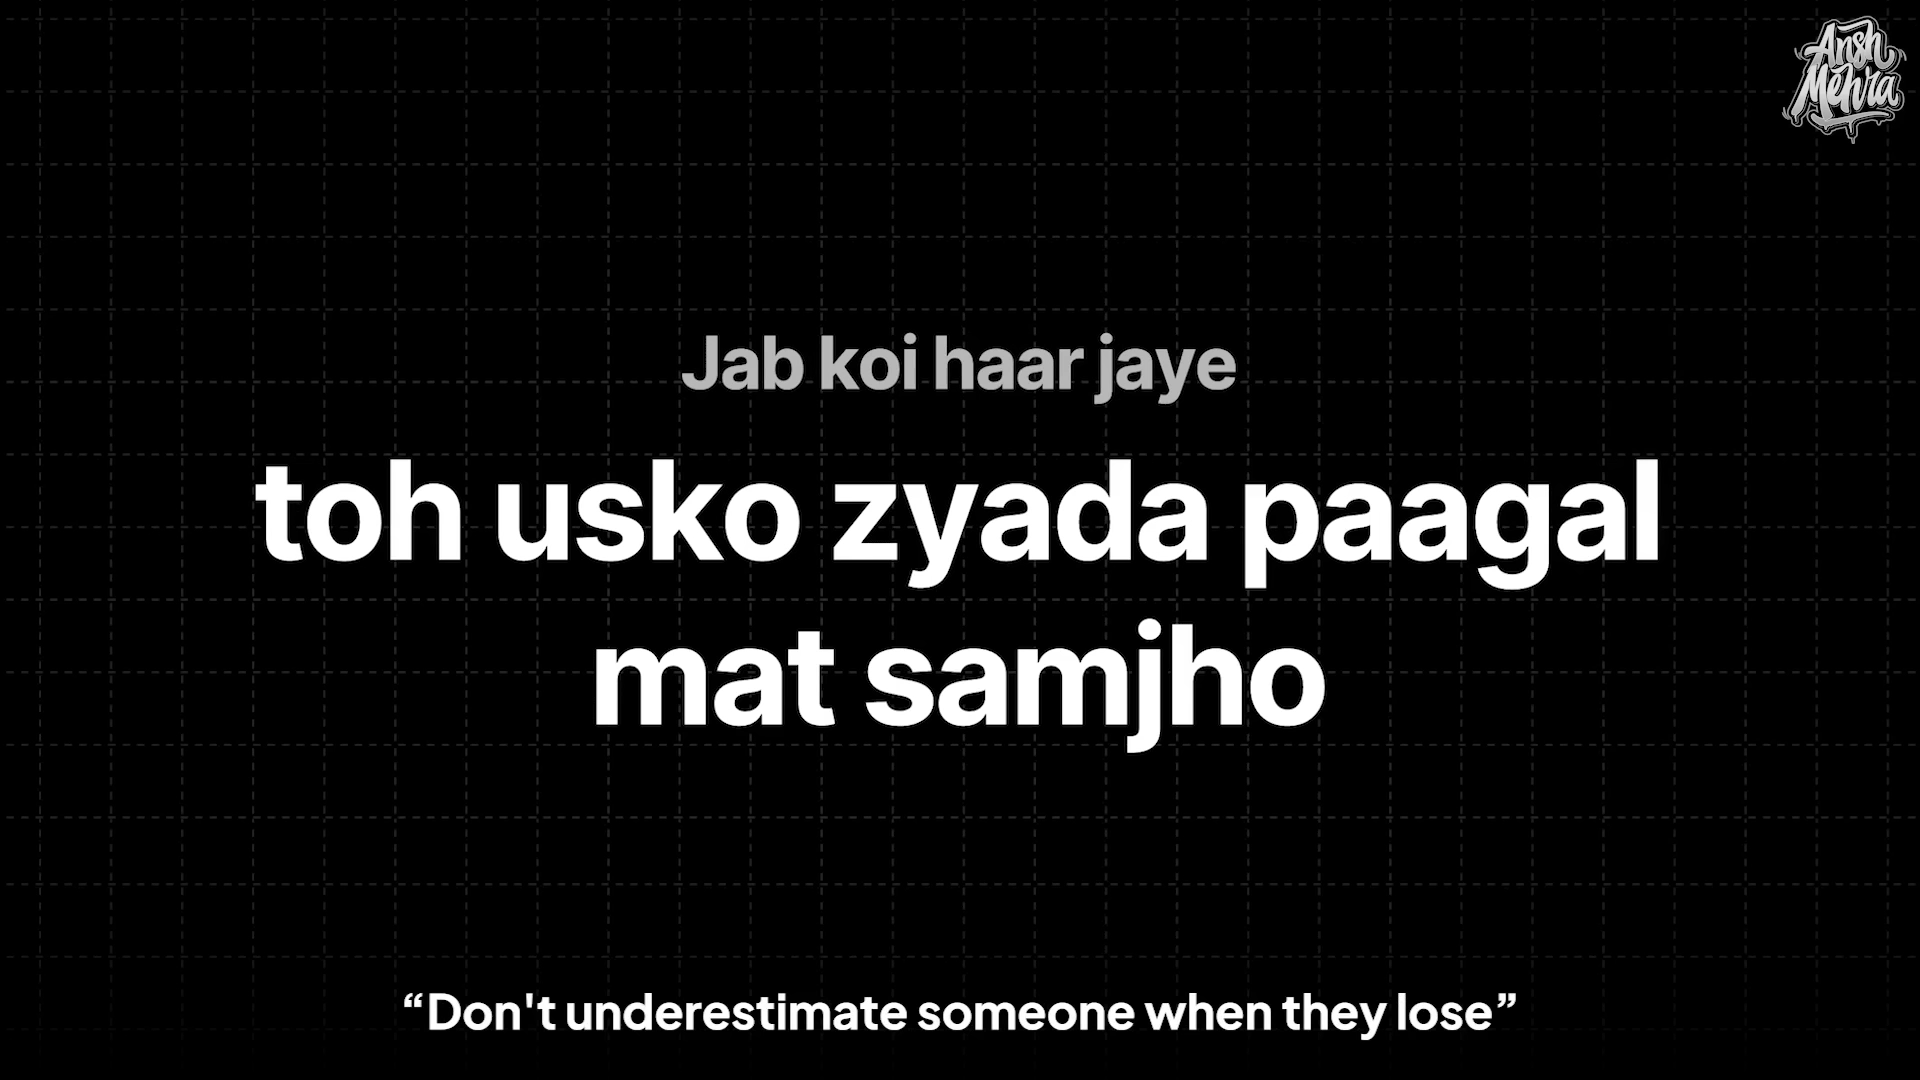 Ansh
Mehra
Jab koi haar jaye
toh usko zyada paagal
mat samjho
“Don't underestimate someone when they lose”